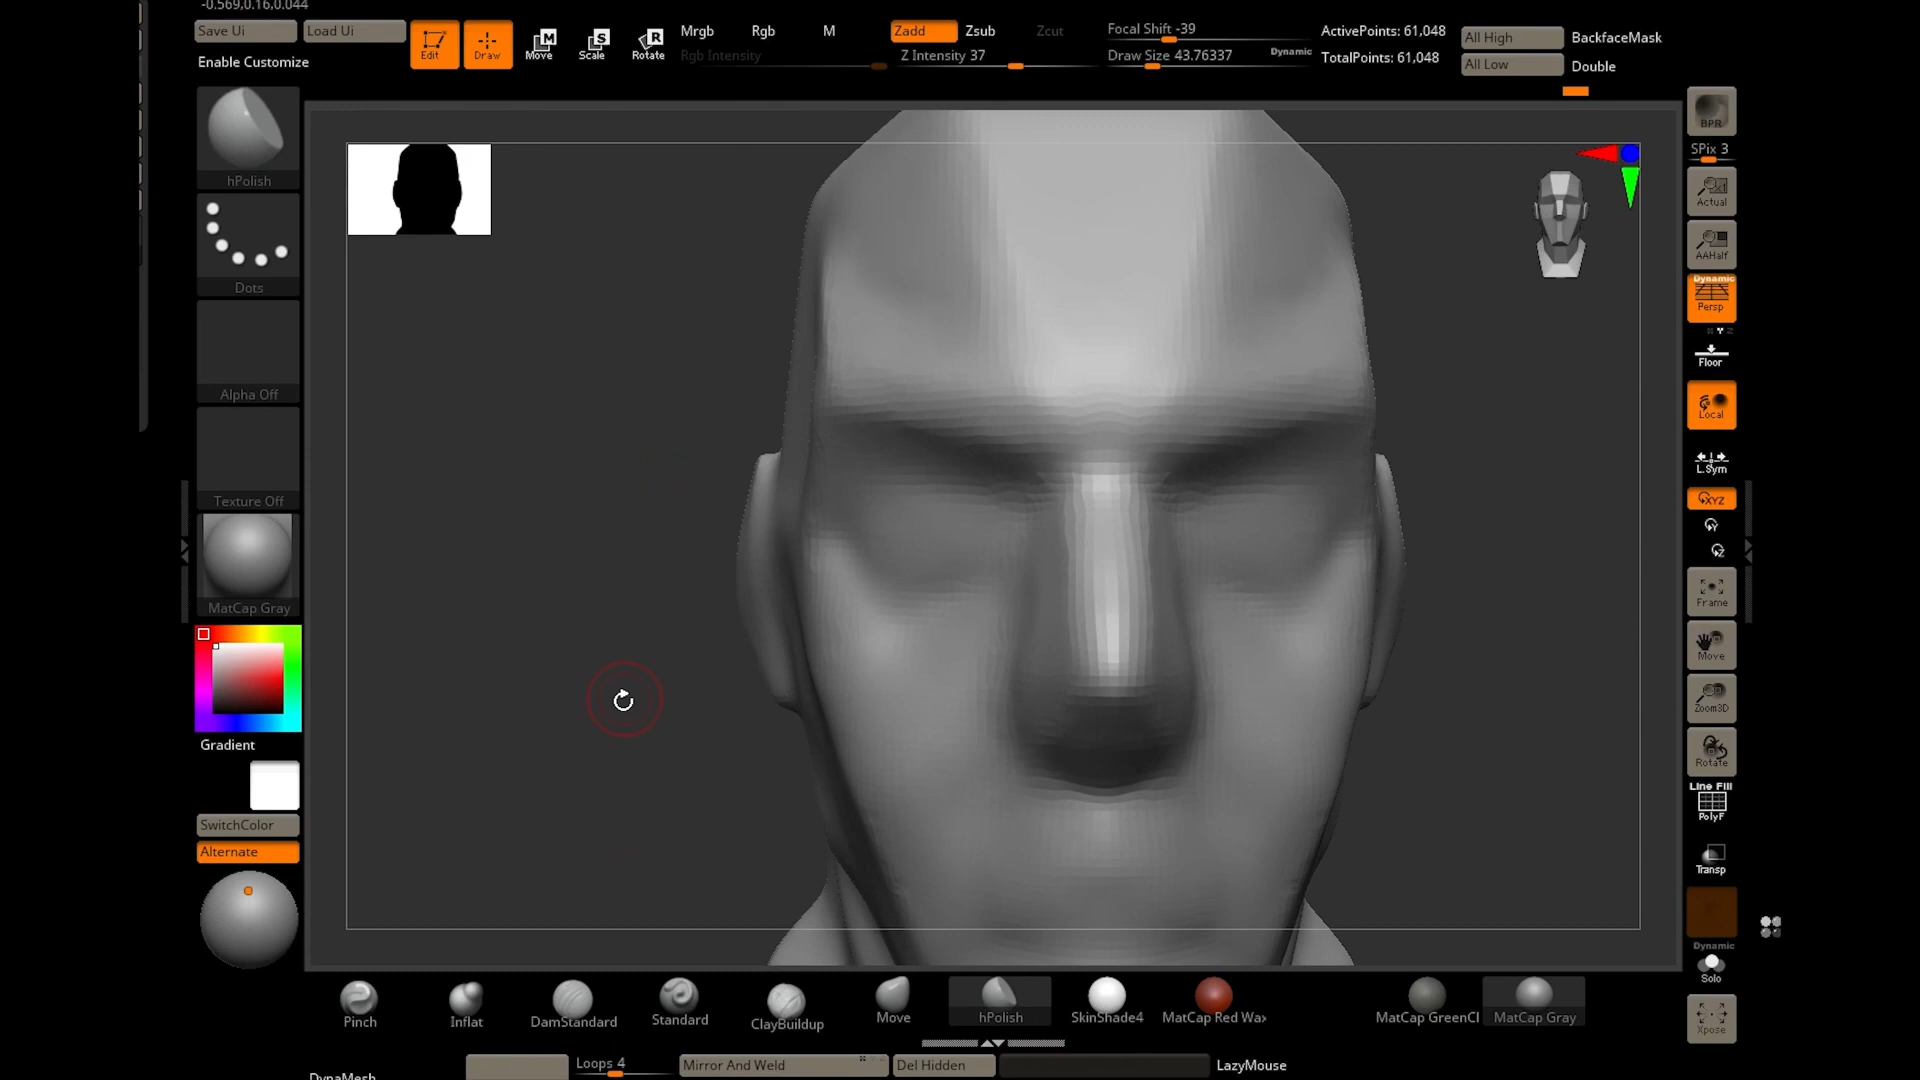 -0.569,0.16,0.044
Save Ui
Load Ui
Enable Customize
Edit
Draw
M
Move
S
Scale
R
Rotate
Mrgb
Rgb
M
Rgb Intensity
Zadd
Zsub
Zcut
Z Intensity 37
Focal Shift -39
Draw Size 43.76337
Dynamic
ActivePoints: 61,048
TotalPoints: 61,048
All High
All Low
BackfaceMask
Double
hPolish
Dots
Alpha Off
Texture Off
MatCap Gray
Gradient
SwitchColor
Alternate
BPR
SPix 3
Actual
AAHalf
Dynamic
Persp
Floor
Local
L.Sym
XYZ
Y
Z
Frame
Move
Zoom3D
Rotate
Line Fill
PolyF
Transp
Dynamic
Solo
Xpose
Pinch
Inflat
DamStandard
Standard
ClayBuildup
Move
hPolish
SkinShade4
MatCap Red Wax
MatCap GreenCl
MatCap Gray
DynaMesh
Loops 4
Mirror And Weld
Del Hidden
LazyMouse